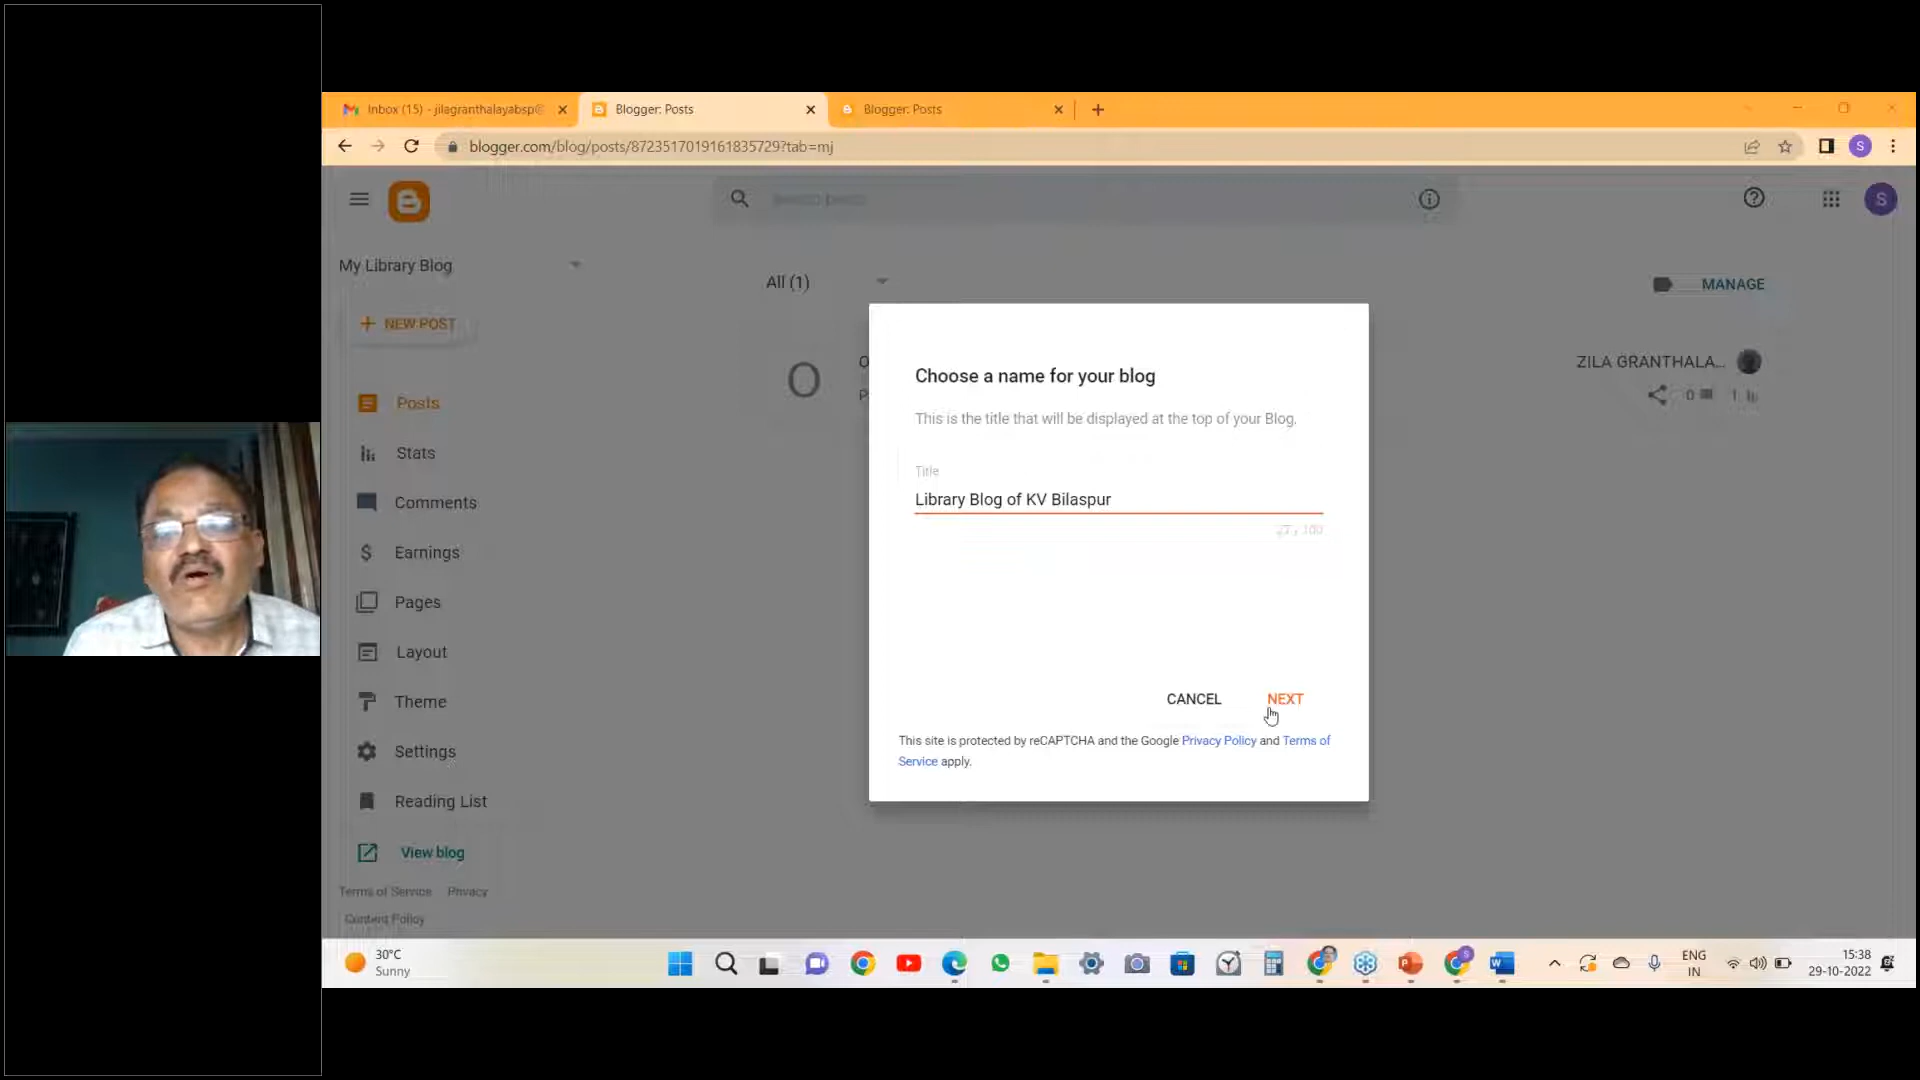 Inbox (15) - jilagranthalayabsp@
Blogger: Posts
Blogger: Posts
blogger.com/blog/posts/8723517019161835729?tab=mj
My Library Blog
All (1)
MANAGE
NEW POST
ZILA GRANTHALA...
0
1
O
Posts
Stats
Comments
Earnings
Pages
Layout
Theme
Settings
Reading List
View blog
Terms of Service Privacy
Content Policy
Choose a name for your blog
This is the title that will be displayed at the top of your Blog.
Title
Library Blog of KV Bilaspur
CANCEL NEXT
This site is protected by reCAPTCHA and the Google Privacy Policy and Terms of
Service apply.
30°C
Sunny
ENG
IN
15:38
29-10-2022